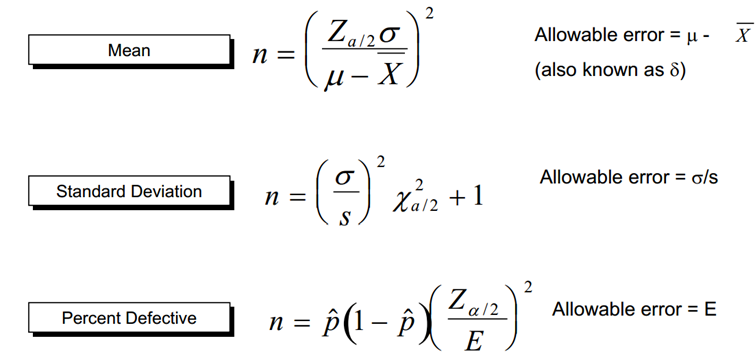 Mean n = (Z_{a/2}σ / (μ − X̅))^2 Allowable error = μ - X̅
(also known as δ)
Standard Deviation n = (σ / s)^2 χ^2_{a/2} + 1 Allowable error = σ/s
Percent Defective n = p̂(1 − p̂)(Z_{α/2} / E)^2 Allowable error = E